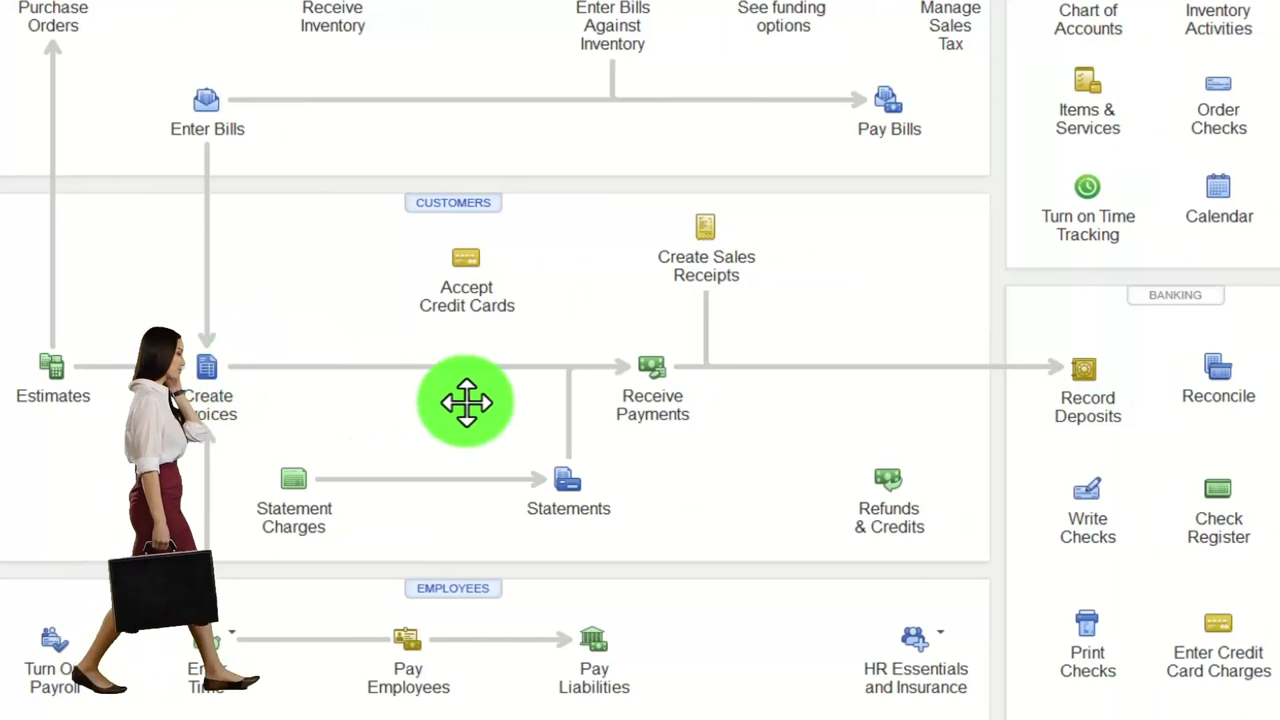 Purchase
Orders
Receive
Inventory
Enter Bills
Against
Inventory
See funding
options
Manage
Sales
Tax
Chart of
Accounts
Inventory
Activities
Enter Bills
Pay Bills
Items &
Services
Order
Checks
CUSTOMERS
Accept
Credit Cards
Create Sales
Receipts
Turn on Time
Tracking
Calendar
BANKING
Estimates
Create
Receive
Payments
Record
Deposits
Reconcile
Statement
Charges
Statements
Refunds
& Credits
Write
Checks
Check
Register
EMPLOYEES
Turn
Payroll
Pay
Employees
Pay
Liabilities
HR Essentials
and Insurance
Print
Checks
Enter Credit
Card Charges